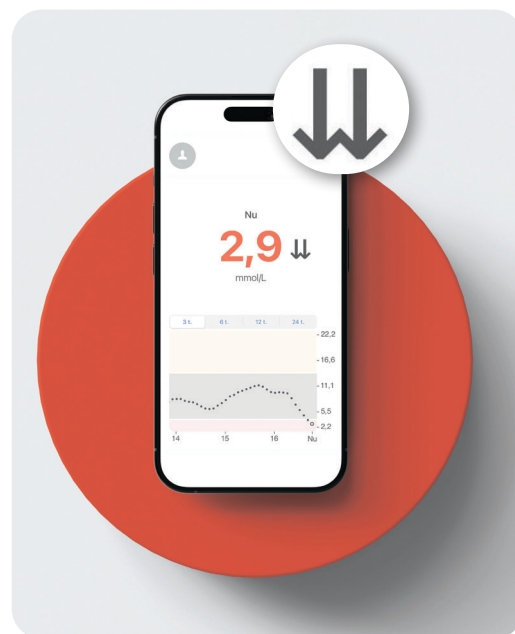 Nu
2,9
mmol/L
3 t. 6 t. 12 t. 24 t.
- 22,2
- 16,6
- 11,1
- 5,5
- 2,2
14 15 16 Nu